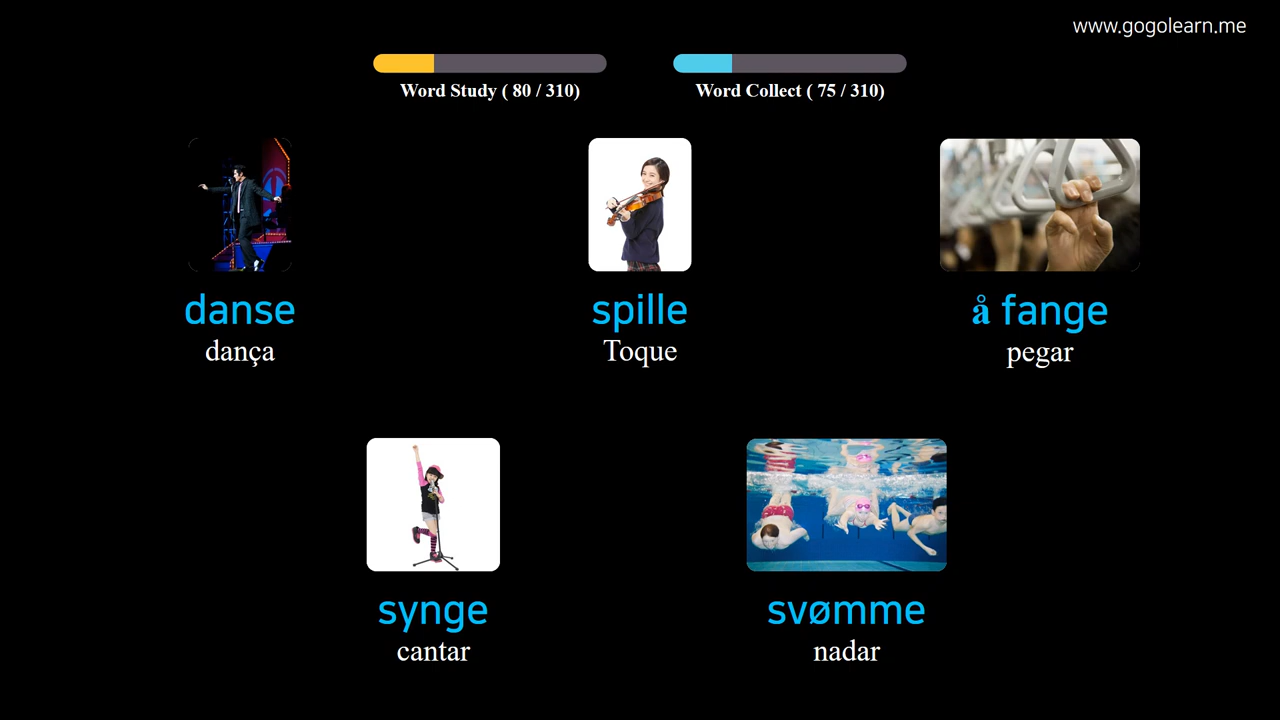 www.gogolearn.me
Word Study ( 80 / 310)
Word Collect ( 75 / 310)
danse
dança
spille
Toque
å fange
pegar
synge
cantar
svømme
nadar